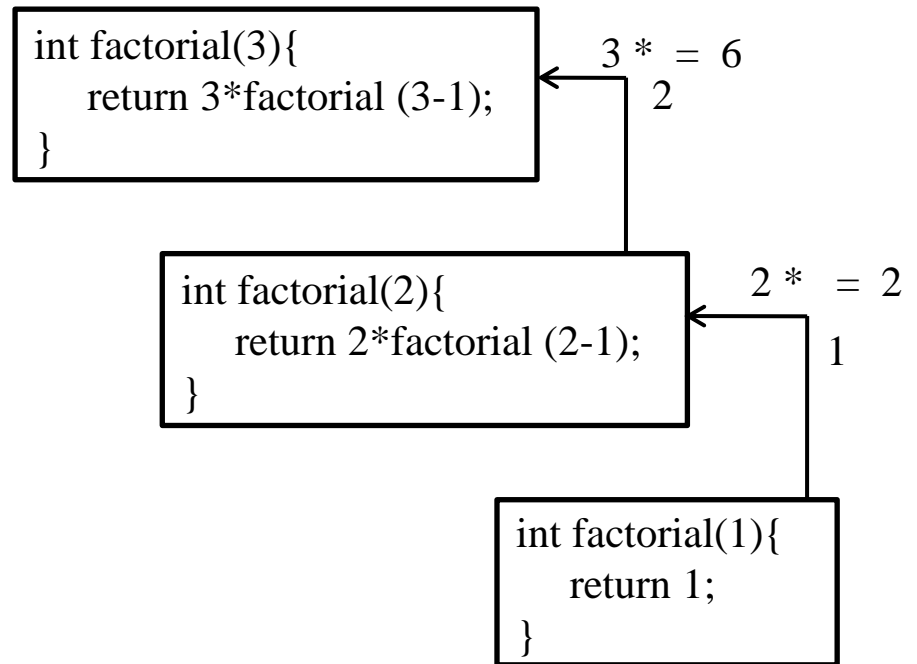 int factorial(3){
return 3*factorial (3-1);
}
3 * = 6
2
int factorial(2){
return 2*factorial (2-1);
}
2 * = 2
1
int factorial(1){
return 1;
}